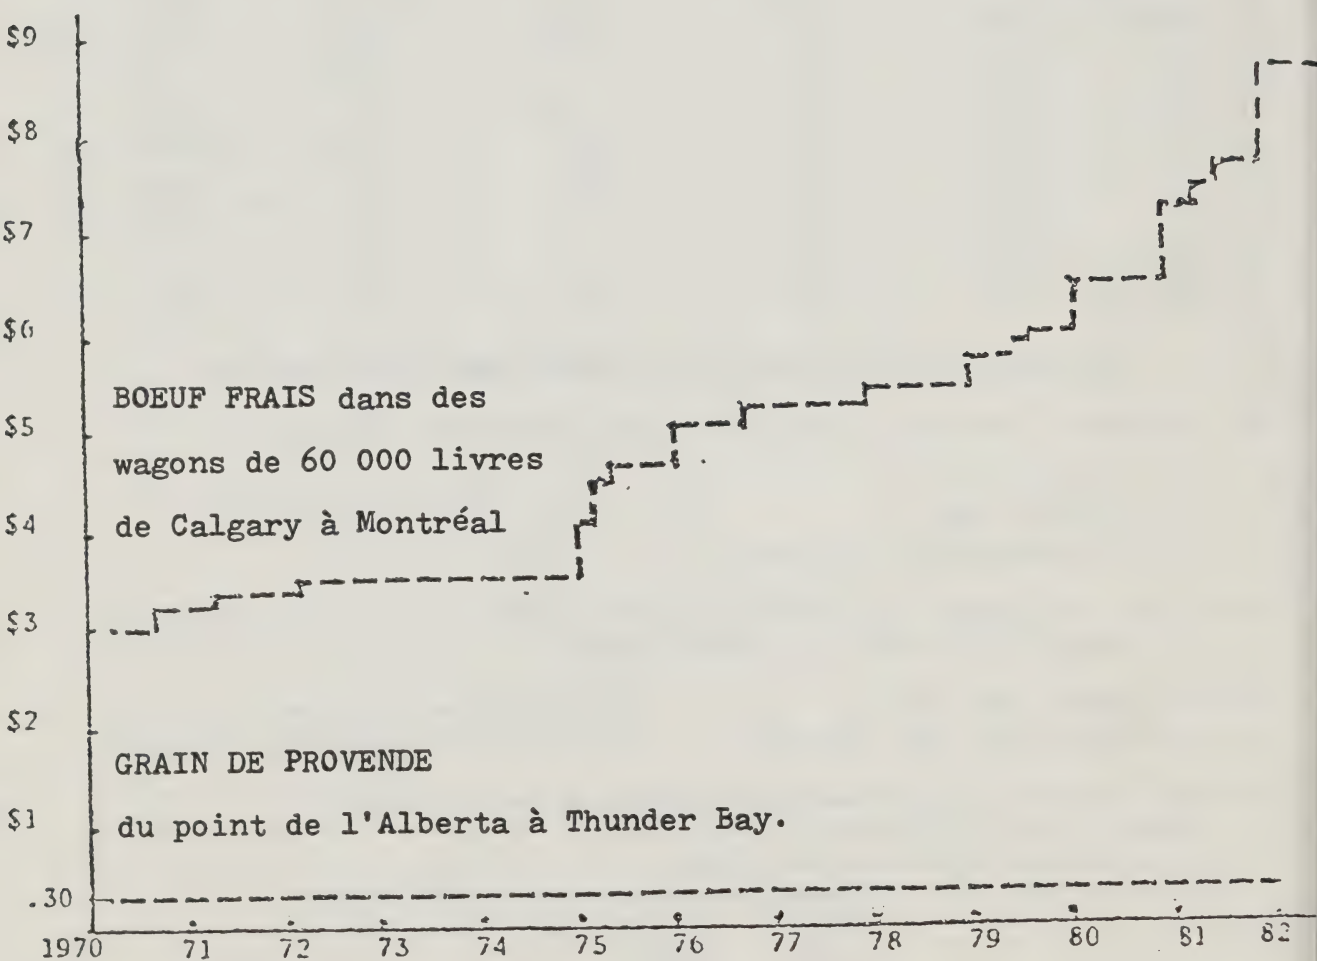 $9
$8
$7
$6
BOEUF FRAIS dans des
$5
wagons de 60 000 livres
$4
de Calgary à Montréal
$3
$2
GRAIN DE PROVENDE
$1
du point de l'Alberta à Thunder Bay.
.30
1970 71 72 73 74 75 76 77 78 79 80 81 82